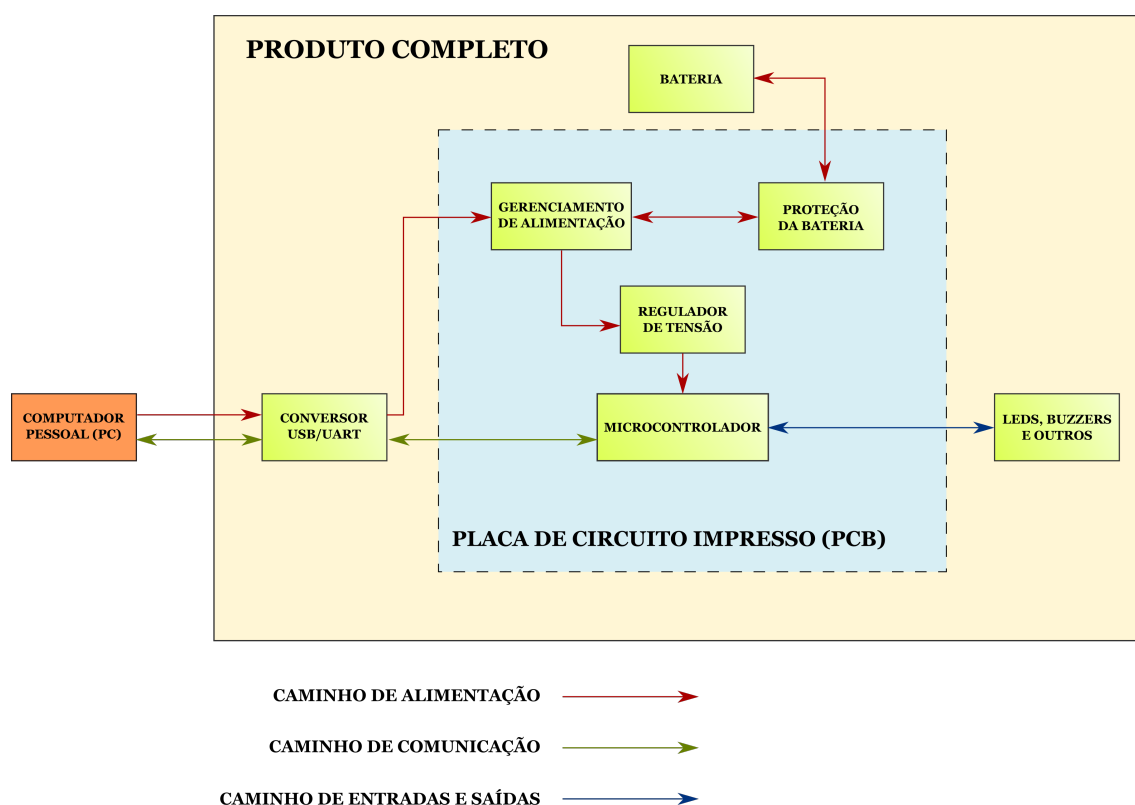 PRODUTO COMPLETO
BATERIA
GERENCIAMENTO
DE ALIMENTAÇÃO
PROTEÇÃO
DA BATERIA
REGULADOR
DE TENSÃO
COMPUTADOR
PESSOAL (PC)
CONVERSOR
USB/UART
MICROCONTROLADOR
LEDS, BUZZERS
E OUTROS
PLACA DE CIRCUITO IMPRESSO (PCB)
CAMINHO DE ALIMENTAÇÃO
CAMINHO DE COMUNICAÇÃO
CAMINHO DE ENTRADAS E SAÍDAS